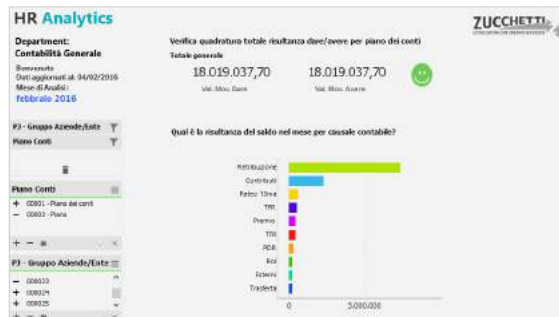 HR Analytics
ZUCCHETTI
Department:
Contabilità Generale
Benvenuto
Dati aggiornati al: 04/02/2016
Mese di Analisi:
febbraio 2016
Verifica quadratura totale risultanza dare/avere per piano dei conti
Totale generale
18.019.037,70
18.019.037,70
Val. Mov. Dare
Val. Mov. Avere
P3 - Gruppo Aziende/Ente
Piano Conti
Qual è la risultanza del saldo nel mese per causale contabile?
Piano Conti
+ 00001 - Piano dei conti
− 00002 - Piano
P3 - Gruppo Aziende/Ente
− 000023
+ 000024
+ 000025
Retribuzione
Contributi
Rateo 13ma
TFR
Premio
PDR
Rol
Esterni
Trasferta
0
5.000.000